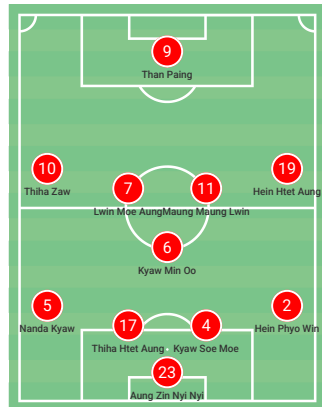 9
Than Paing
10
19
7
11
Thiha Zaw
Hein Htet Aung
Lwin Moe Aung
Maung Maung Lwin
6
Kyaw Min Oo
5
2
17
4
Nanda Kyaw
Hein Phyo Win
Thiha Htet Aung
Kyaw Soe Moe
23
Aung Zin Nyi Nyi